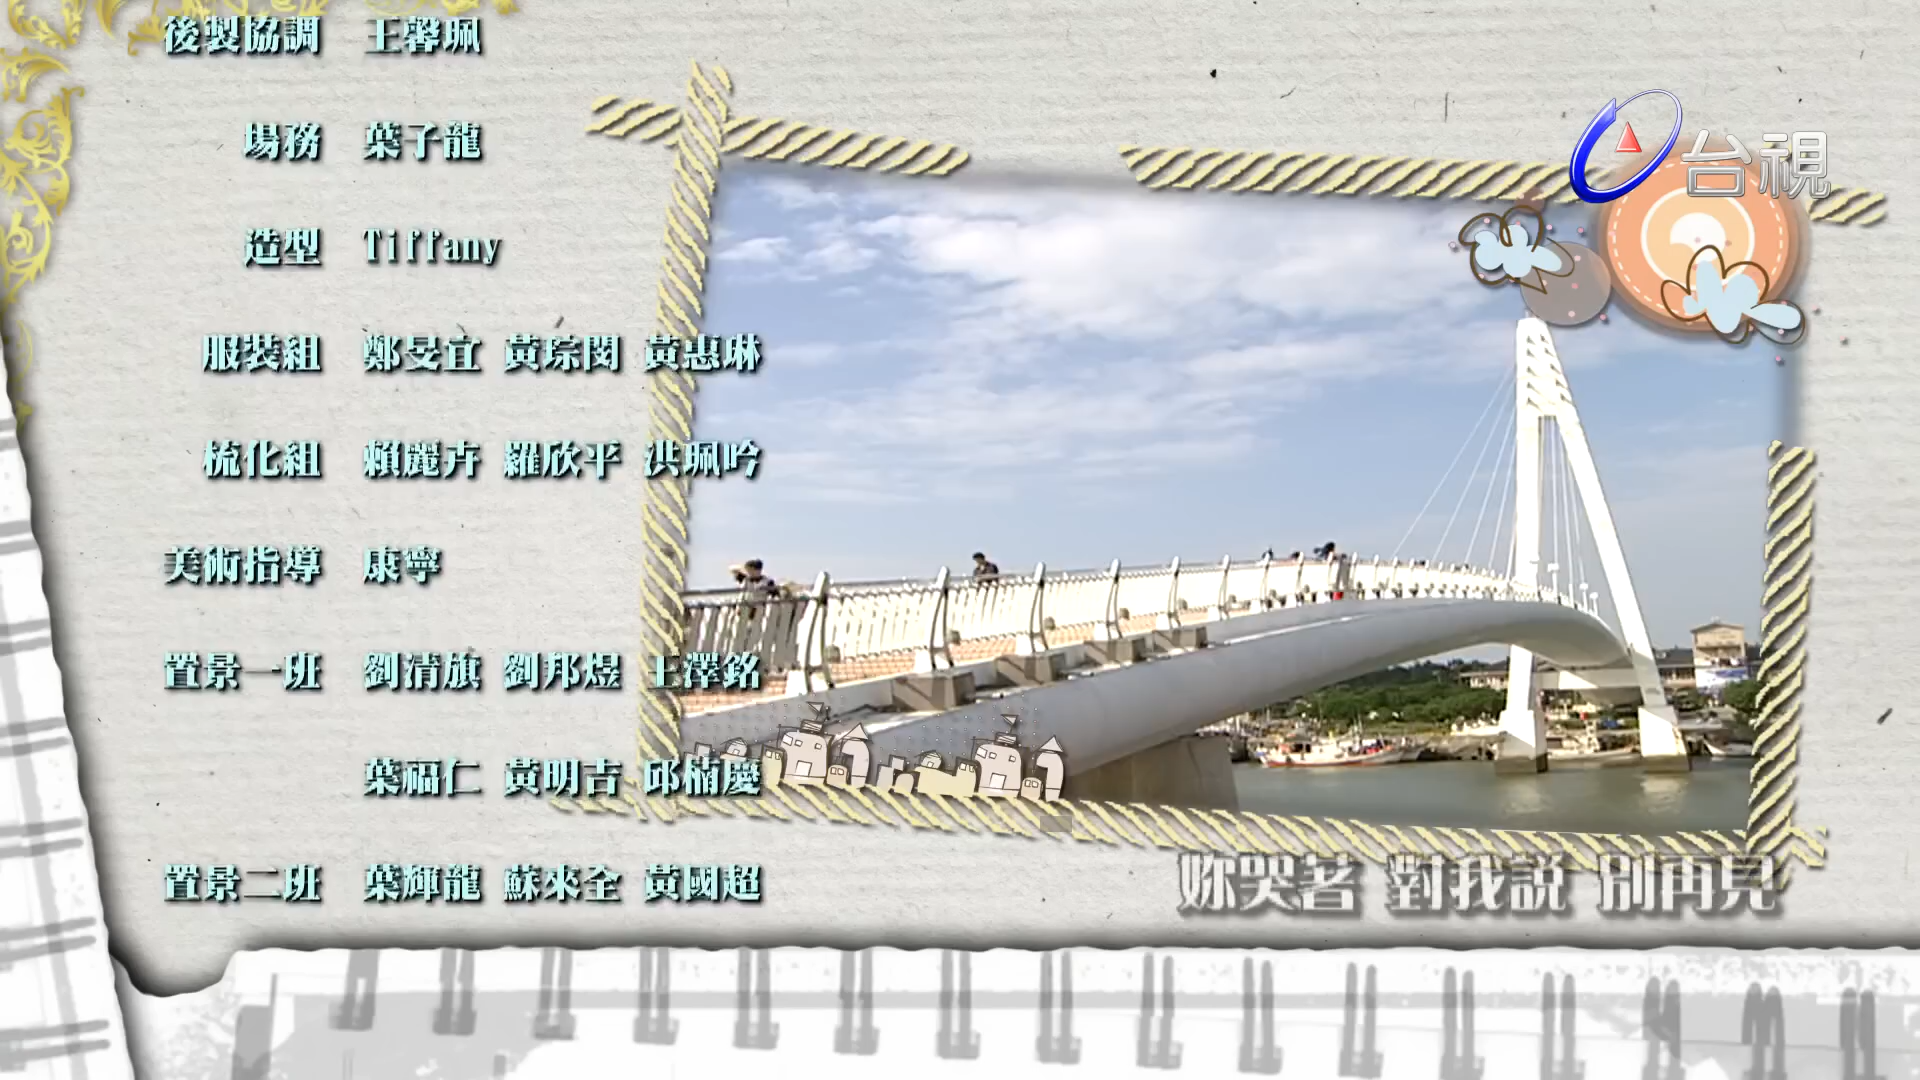 後製協調 王馨珮
場務 葉子龍
造型 Tiffany
服裝組 鄭旻宜 黃琮閔 黃惠琳
梳化組 賴麗卉 羅欣平 洪珮吟
美術指導 康寧
置景一班 劉清旗 劉邦煜 王澤銘
葉福仁 黃明吉 邱楠慶
置景二班 葉輝龍 蘇來全 黃國超
台視
妳哭著 對我說 別再見